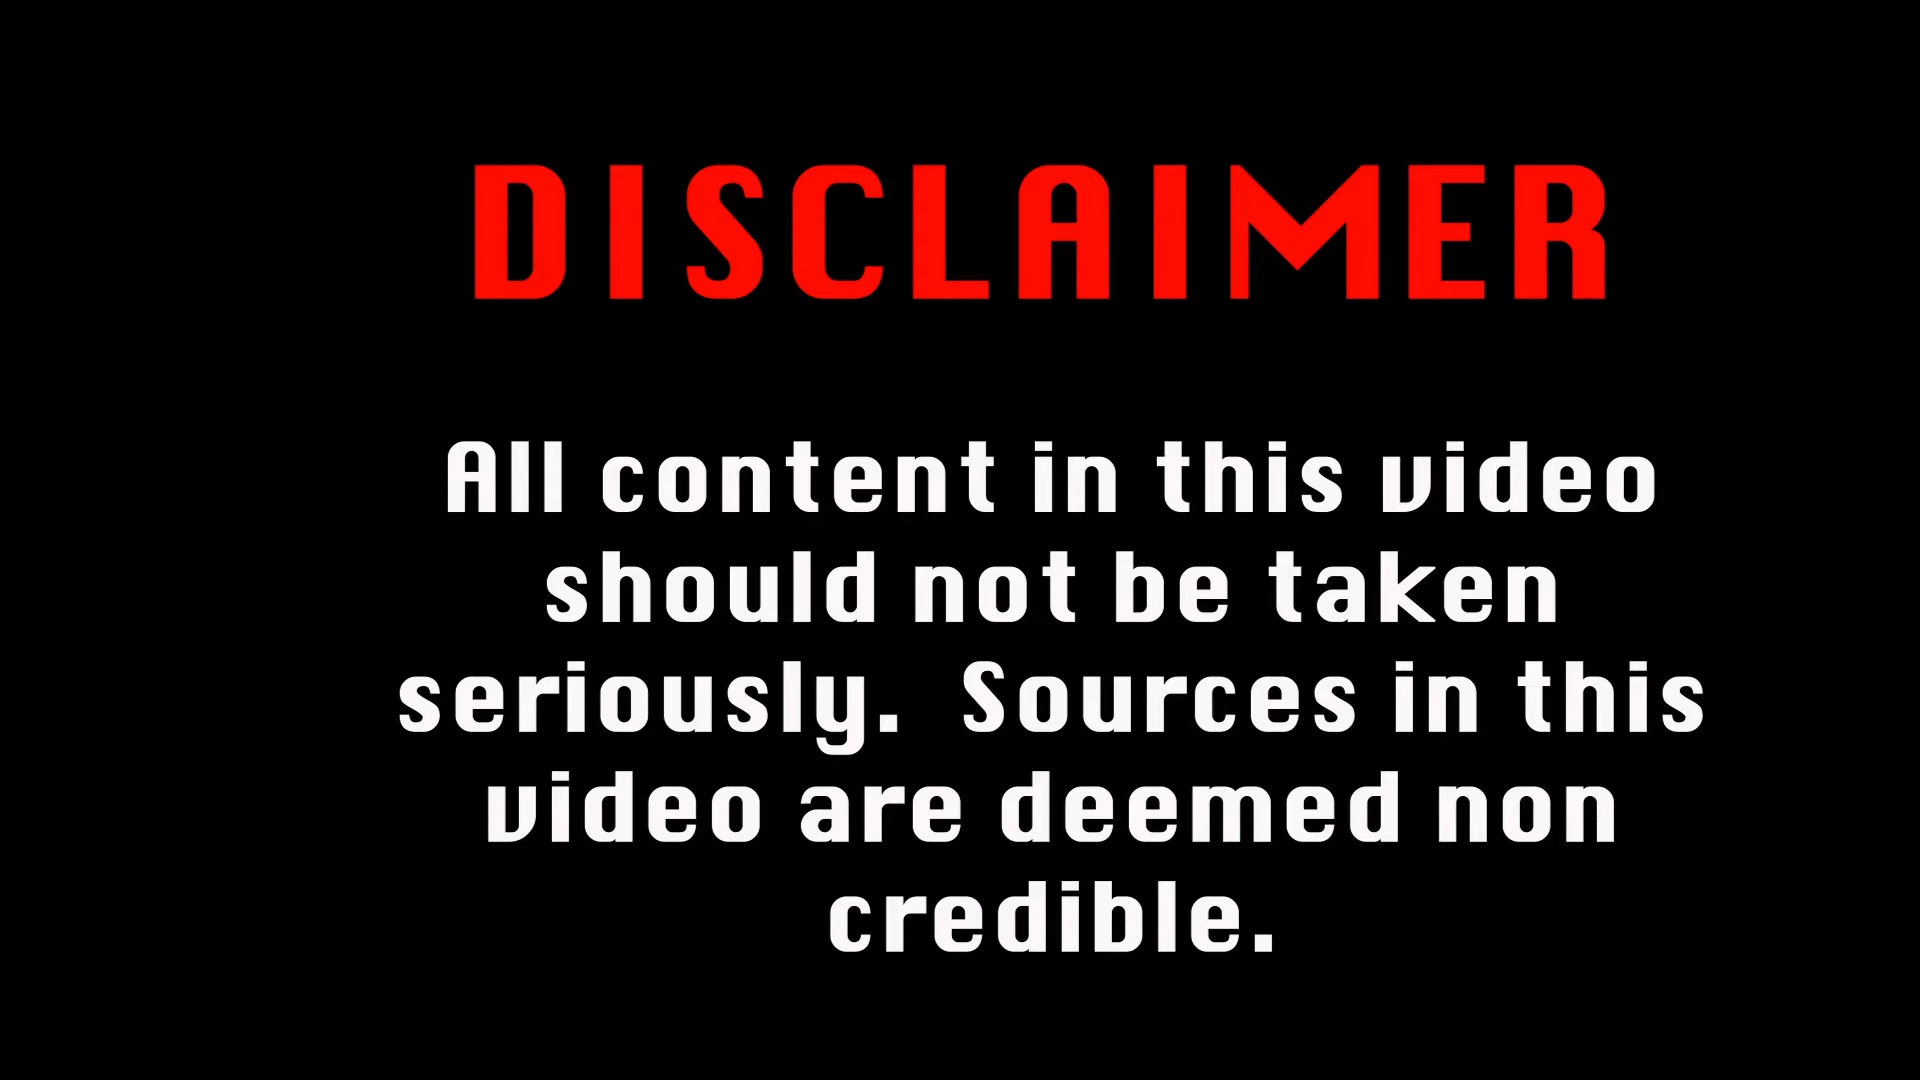 DISCLAIMER
All content in this video
should not be taken
seriously.  Sources in this
video are deemed non
credible.